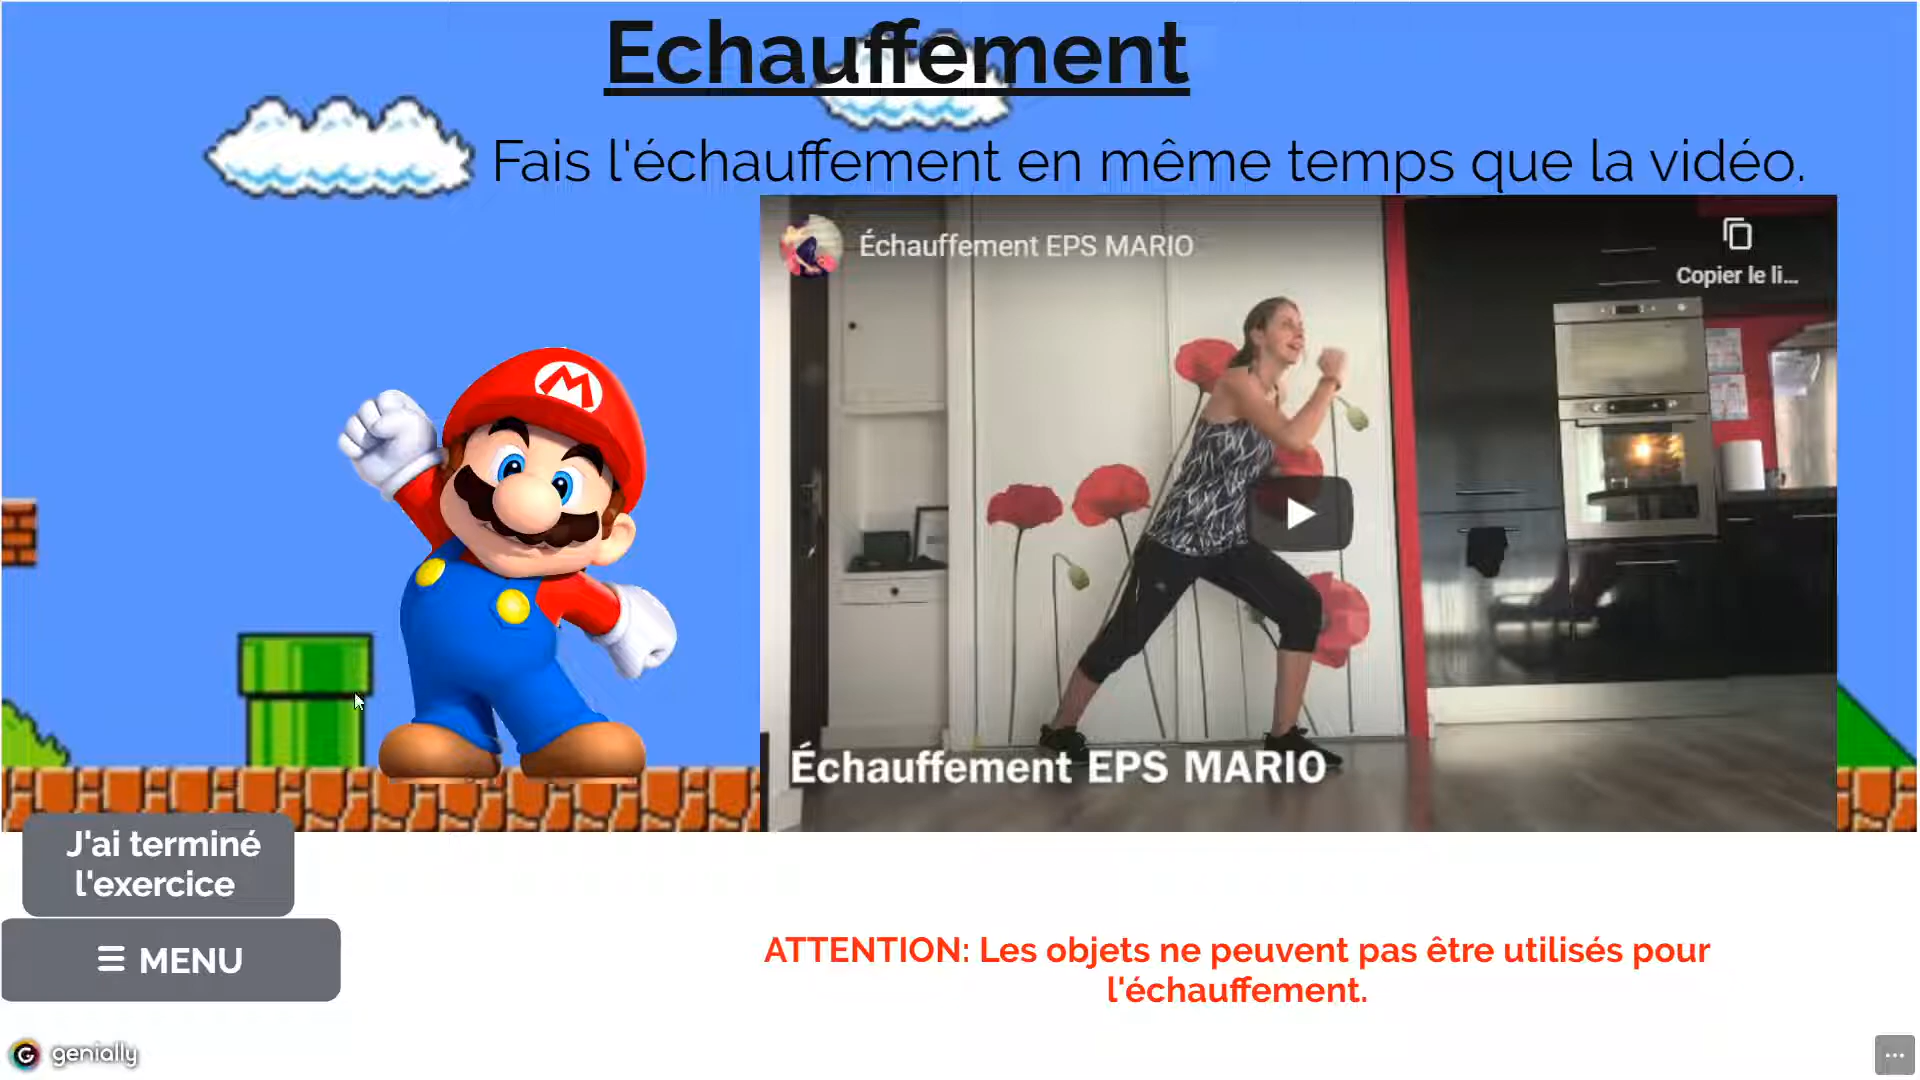 Echauffement
Fais l'échauffement en même temps que la vidéo.
Échauffement EPS MARIO
Copier le li...
M
Échauffement EPS MARIO
J'ai terminé
l'exercice
☰ MENU
ATTENTION: Les objets ne peuvent pas être utilisés pour
l'échauffement.
G genially